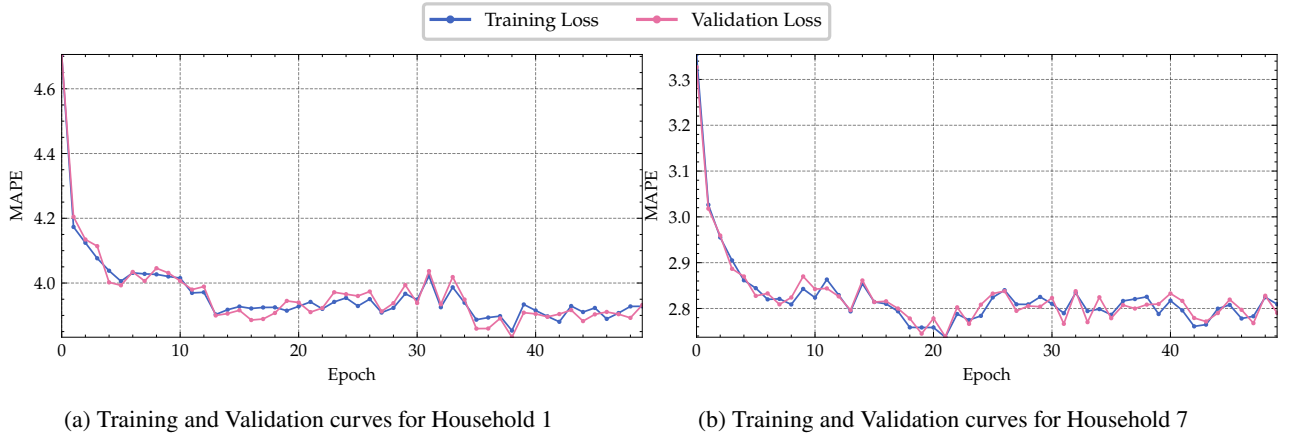 Training Loss Validation Loss
MAPE
4.6
4.4
4.2
4.0
0 10 20 30 40
Epoch
(a) Training and Validation curves for Household 1
MAPE
3.3
3.2
3.1
3.0
2.9
2.8
0 10 20 30 40
Epoch
(b) Training and Validation curves for Household 7